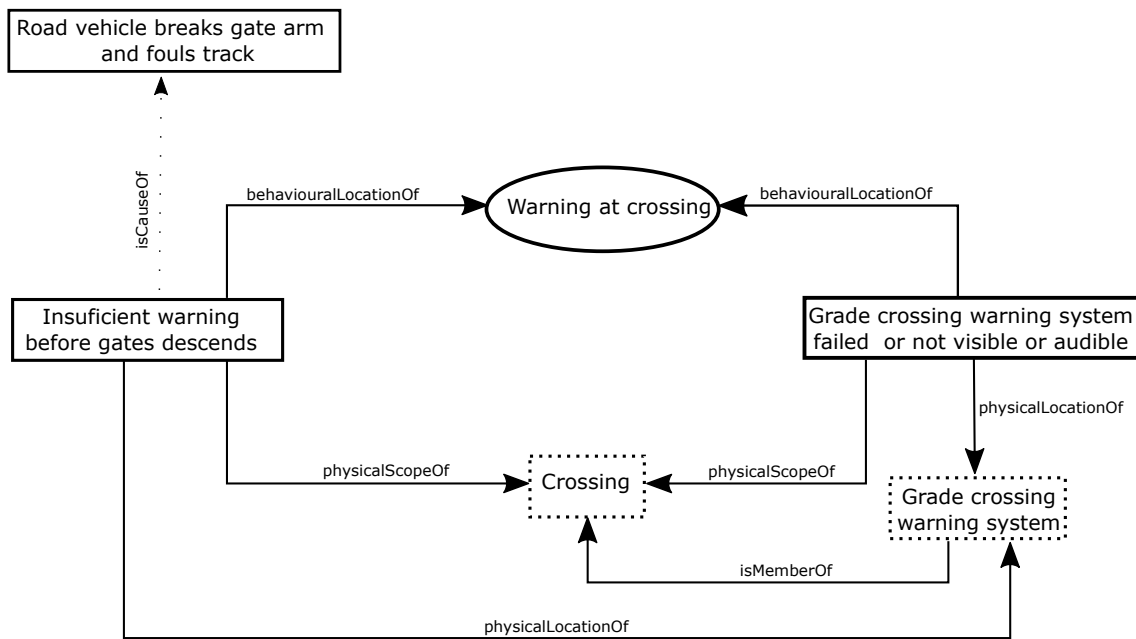 Road vehicle breaks gate arm
and fouls track
isCauseOf
behaviouralLocationOf
Warning at crossing
behaviouralLocationOf
Insuficient warning
before gates descends
Grade crossing warning system
failed or not visible or audible
physicalLocationOf
physicalScopeOf
Crossing
physicalScopeOf
Grade crossing
warning system
isMemberOf
physicalLocationOf